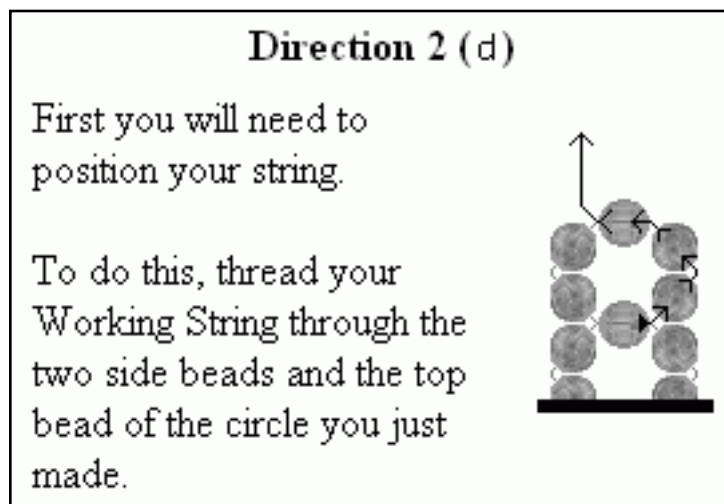 Direction 2 (d)
First you will need to
position your string.
To do this, thread your
Working String through the
two side beads and the top
bead of the circle you just
made.